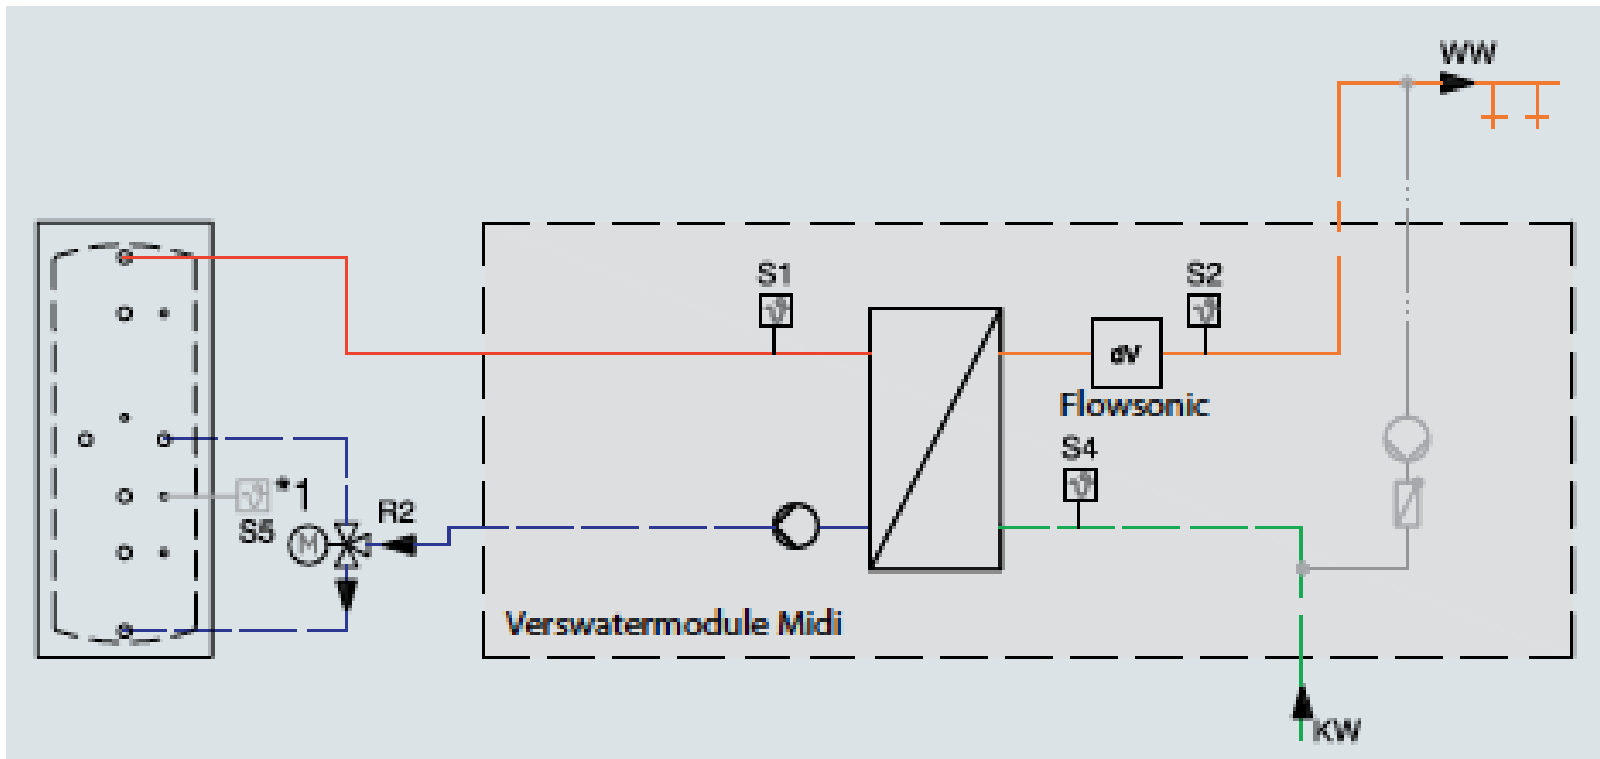 WW
S1
S2
dV
Flowsonic
S4
*1
S5
M
R2
Verswatermodule Midi
KW